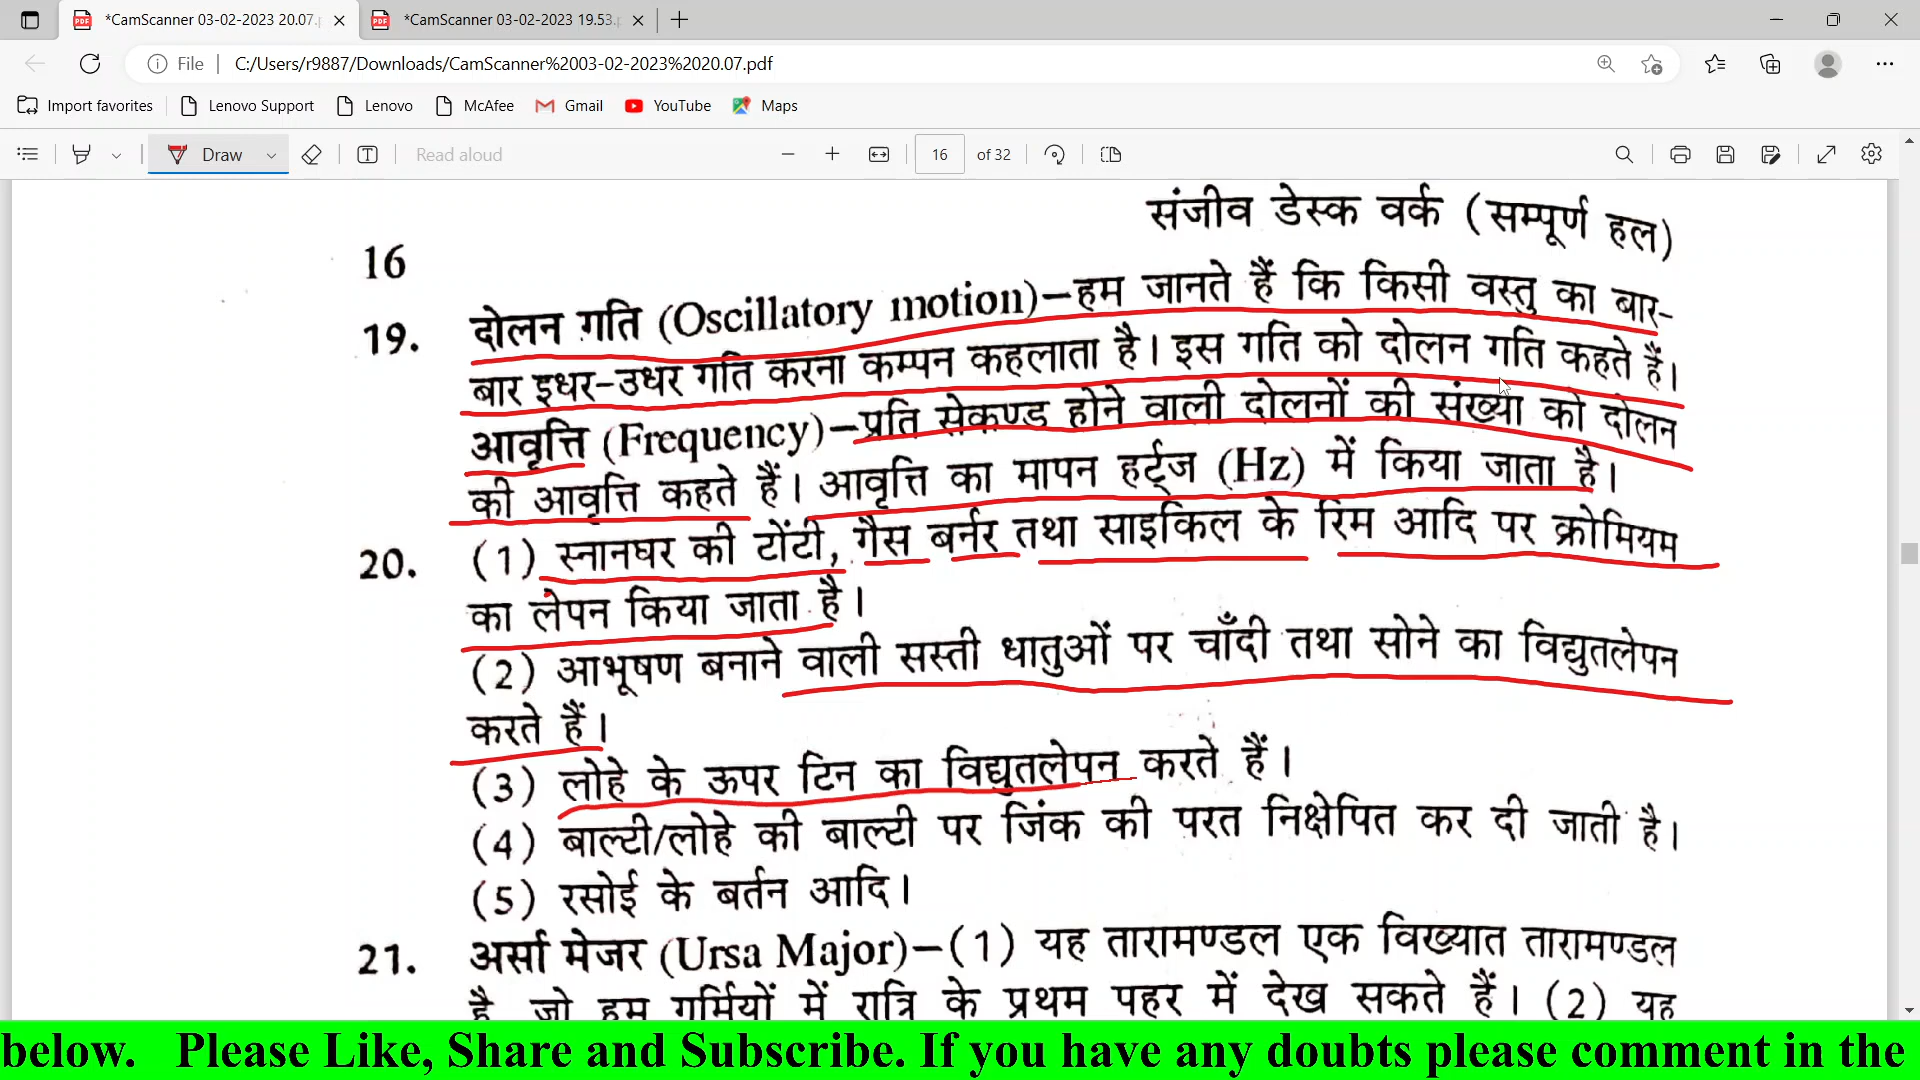 *CamScanner 03-02-2023 20.07.
*CamScanner 03-02-2023 19.53.
File
C:/Users/r9887/Downloads/CamScanner%2003-02-2023%2020.07.pdf
Import favorites
Lenovo Support
Lenovo
McAfee
Gmail
YouTube
Maps
Draw
Read aloud
16 of 32
संजीव डेस्क वर्क (सम्पूर्ण हल)
16
19. दोलन गति (Oscillatory motion)–हम जानते हैं कि किसी वस्तु का बार-
बार इधर-उधर गति करना कम्पन कहलाता है। इस गति को दोलन गति कहते हैं।
आवृत्ति (Frequency)–प्रति सेकण्ड होने वाली दोलनों की संख्या को दोलन
की आवृत्ति कहते हैं। आवृत्ति का मापन हर्ट्ज (Hz) में किया जाता है।
20. (1) स्नानघर की टोंटी, गैस बर्नर तथा साइकिल के रिम आदि पर क्रोमियम
का लेपन किया जाता है।
(2) आभूषण बनाने वाली सस्ती धातुओं पर चाँदी तथा सोने का विद्युतलेपन
करते हैं।
(3) लोहे के ऊपर टिन का विद्युतलेपन करते हैं।
(4) बाल्टी/लोहे की बाल्टी पर जिंक की परत निक्षेपित कर दी जाती है।
(5) रसोई के बर्तन आदि।
21. अर्सा मेजर (Ursa Major)–(1) यह तारामण्डल एक विख्यात तारामण्डल
है जो हम गर्मियों में रात्रि के प्रथम पहर में देख सकते हैं। (2) यह
below. Please Like, Share and Subscribe. If you have any doubts please comment in the